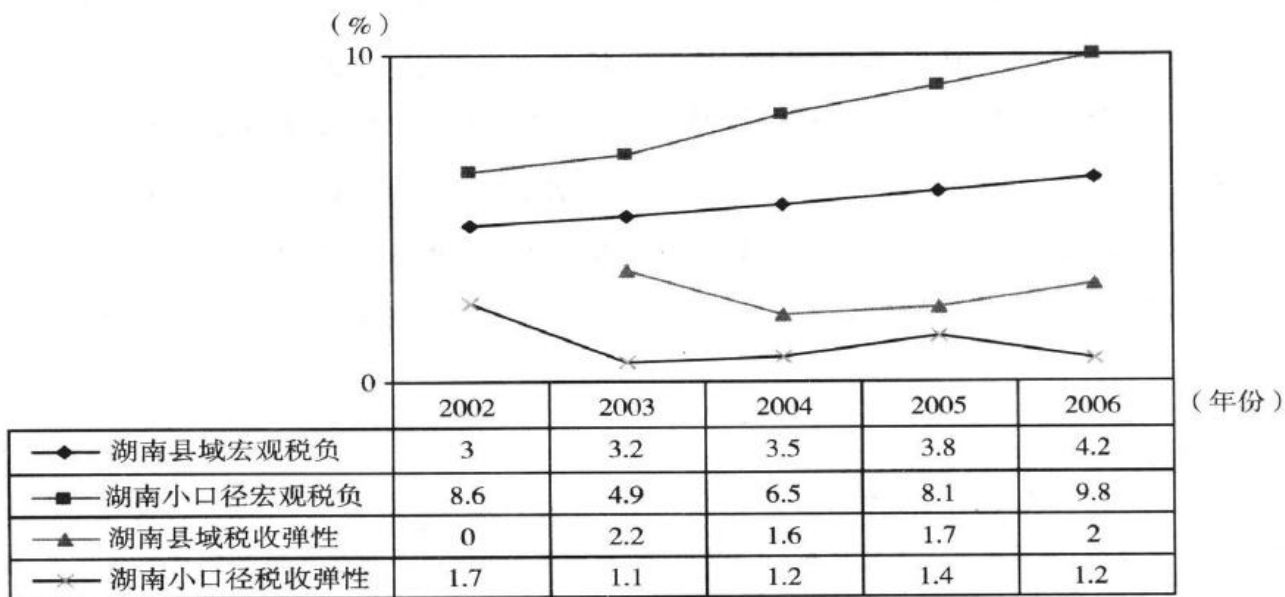 （%）
10
0
2002 2003 2004 2005 2006 （年份）
湖南县域宏观税负 3 3.2 3.5 3.8 4.2
湖南小口径宏观税负 8.6 4.9 6.5 8.1 9.8
湖南县域税收弹性 0 2.2 1.6 1.7 2
湖南小口径税收弹性 1.7 1.1 1.2 1.4 1.2